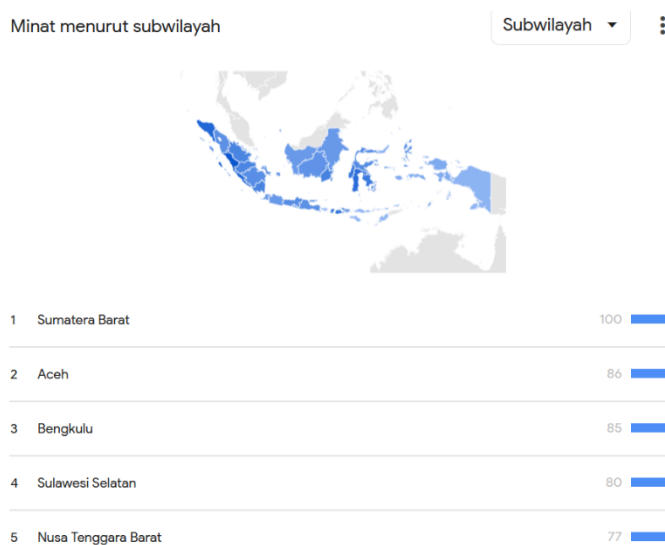 Minat menurut subwilayah
Subwilayah
1 Sumatera Barat 100
2 Aceh 86
3 Bengkulu 85
4 Sulawesi Selatan 80
5 Nusa Tenggara Barat 77